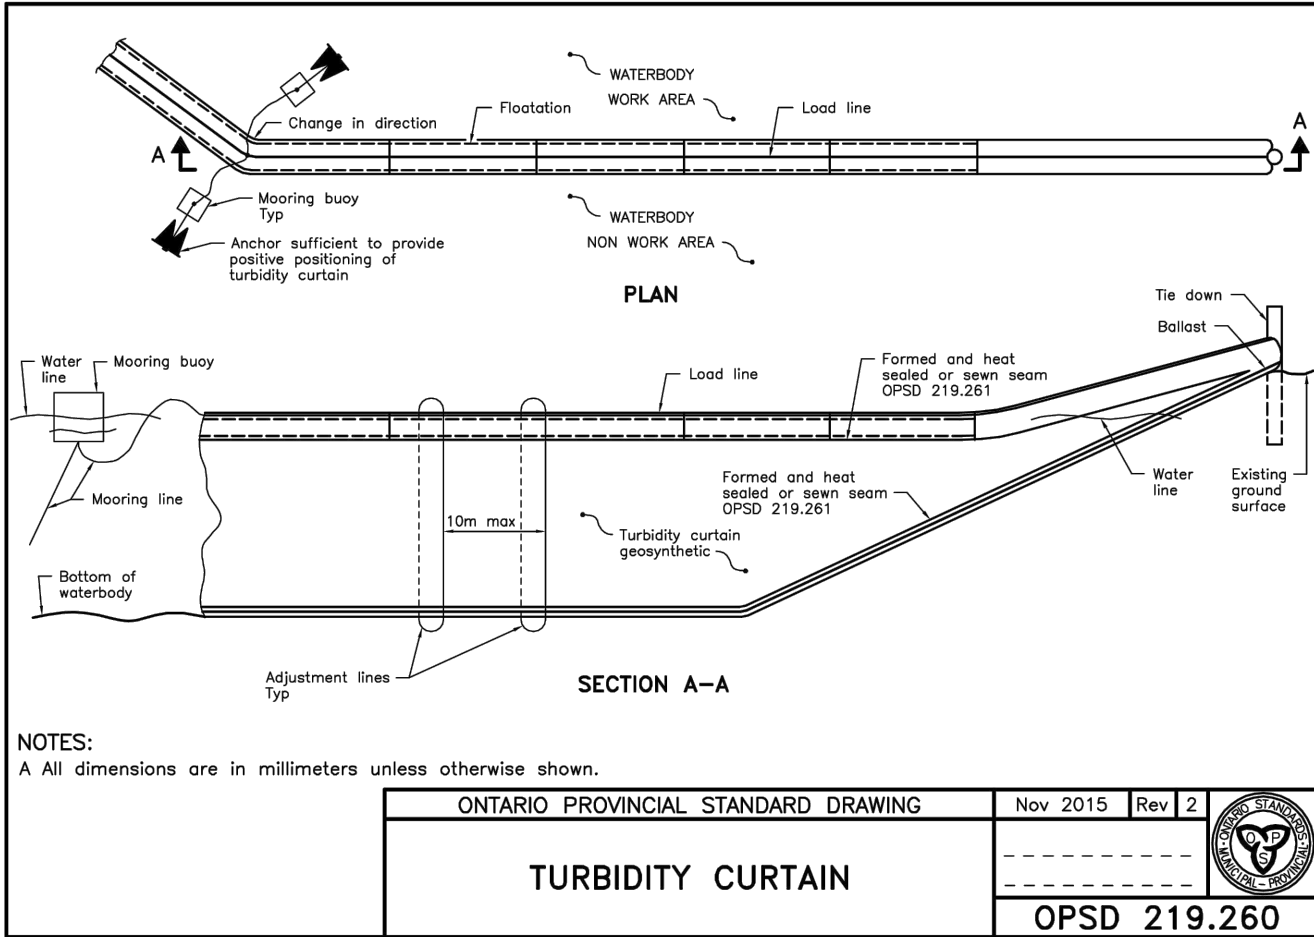 WATERBODY
WORK AREA
Floatation
Load line
Change in direction
A
A
Mooring buoy
Typ
WATERBODY
NON WORK AREA
Anchor sufficient to provide
positive positioning of
turbidity curtain
PLAN
Tie down
Ballast
Water
line
Mooring buoy
Load line
Formed and heat
sealed or sewn seam
OPSD 219.261
Mooring line
Formed and heat
sealed or sewn seam
OPSD 219.261
Water
line
Existing
ground
surface
10m max
Turbidity curtain
geosynthetic
Bottom of
waterbody
Adjustment lines
Typ
SECTION A-A
NOTES:
A All dimensions are in millimeters unless otherwise shown.
ONTARIO PROVINCIAL STANDARD DRAWING
Nov 2015
Rev
2
TURBIDITY CURTAIN
ONTARIO STANDARDS
MUNICIPAL - PROVINCIAL
O P
S
OPSD 219.260